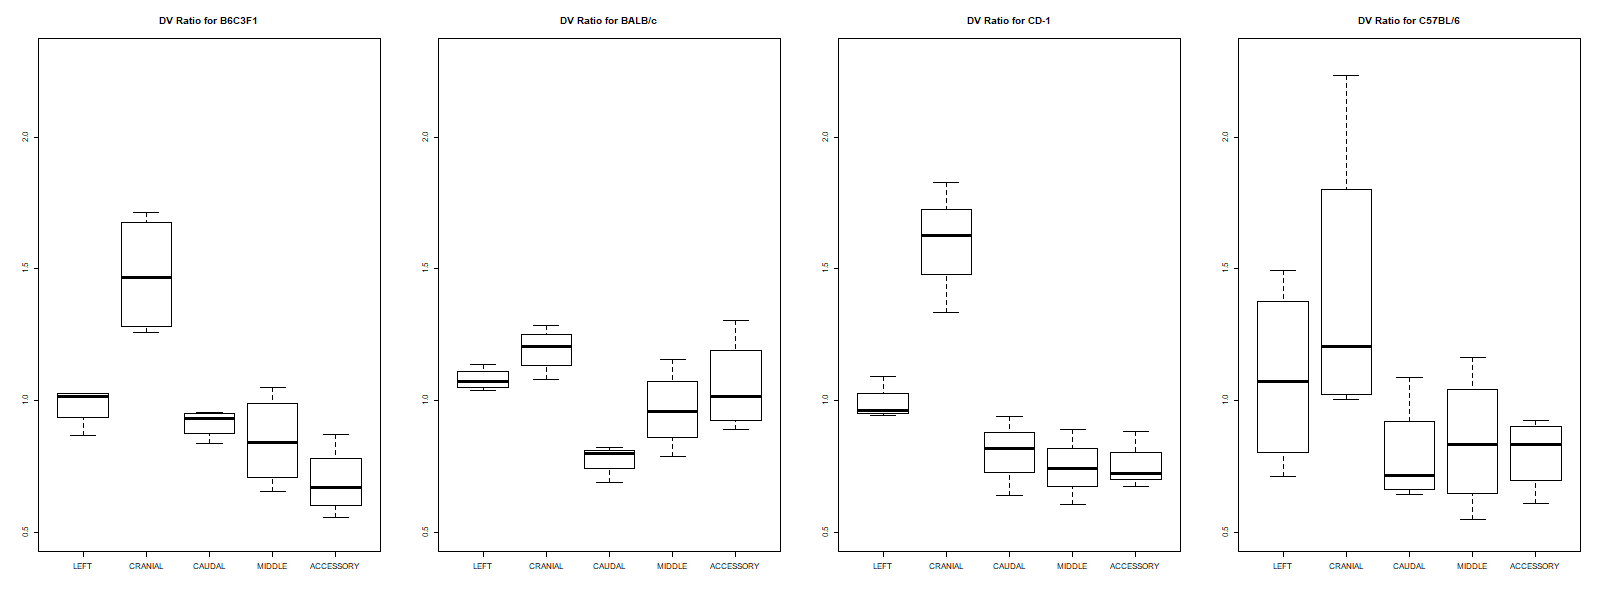 DV Ratio for B6C3F1
2.0
1.5
1.0
0.5
LEFT CRANIAL CAUDAL MIDDLE ACCESSORY
DV Ratio for BALB/c
2.0
1.5
1.0
0.5
LEFT CRANIAL CAUDAL MIDDLE ACCESSORY
DV Ratio for CD-1
2.0
1.5
1.0
0.5
LEFT CRANIAL CAUDAL MIDDLE ACCESSORY
DV Ratio for C57BL/6
2.0
1.5
1.0
0.5
LEFT CRANIAL CAUDAL MIDDLE ACCESSORY